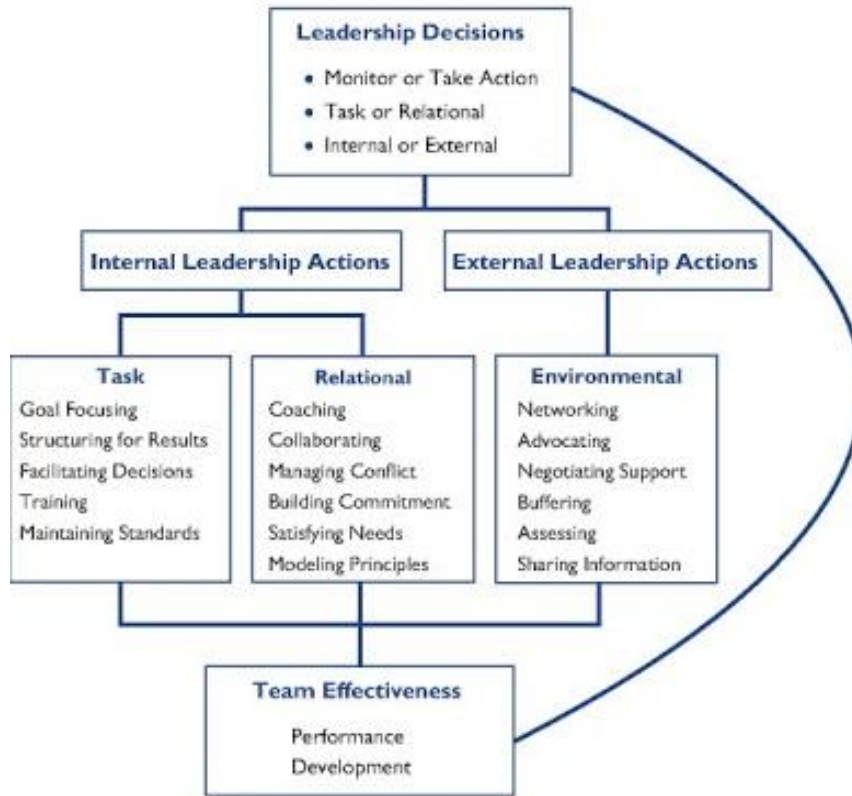 Leadership Decisions
• Monitor or Take Action
• Task or Relational
• Internal or External
Internal Leadership Actions
External Leadership Actions
Task
Goal Focusing
Structuring for Results
Facilitating Decisions
Training
Maintaining Standards
Relational
Coaching
Collaborating
Managing Conflict
Building Commitment
Satisfying Needs
Modeling Principles
Environmental
Networking
Advocating
Negotiating Support
Buffering
Assessing
Sharing Information
Team Effectiveness
Performance
Development